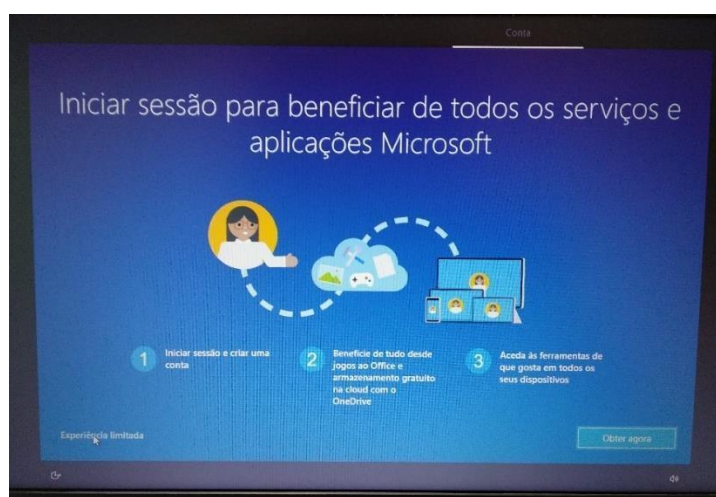 Conta
Iniciar sessão para beneficiar de todos os serviços e
aplicações Microsoft
1
Iniciar sessão e criar uma
conta
2
Beneficie de tudo desde
jogos ao Office e
armazenamento gratuito
na cloud com o
OneDrive
3
Aceda às ferramentas de
que gosta em todos os
seus dispositivos
Experiência limitada
Obter agora